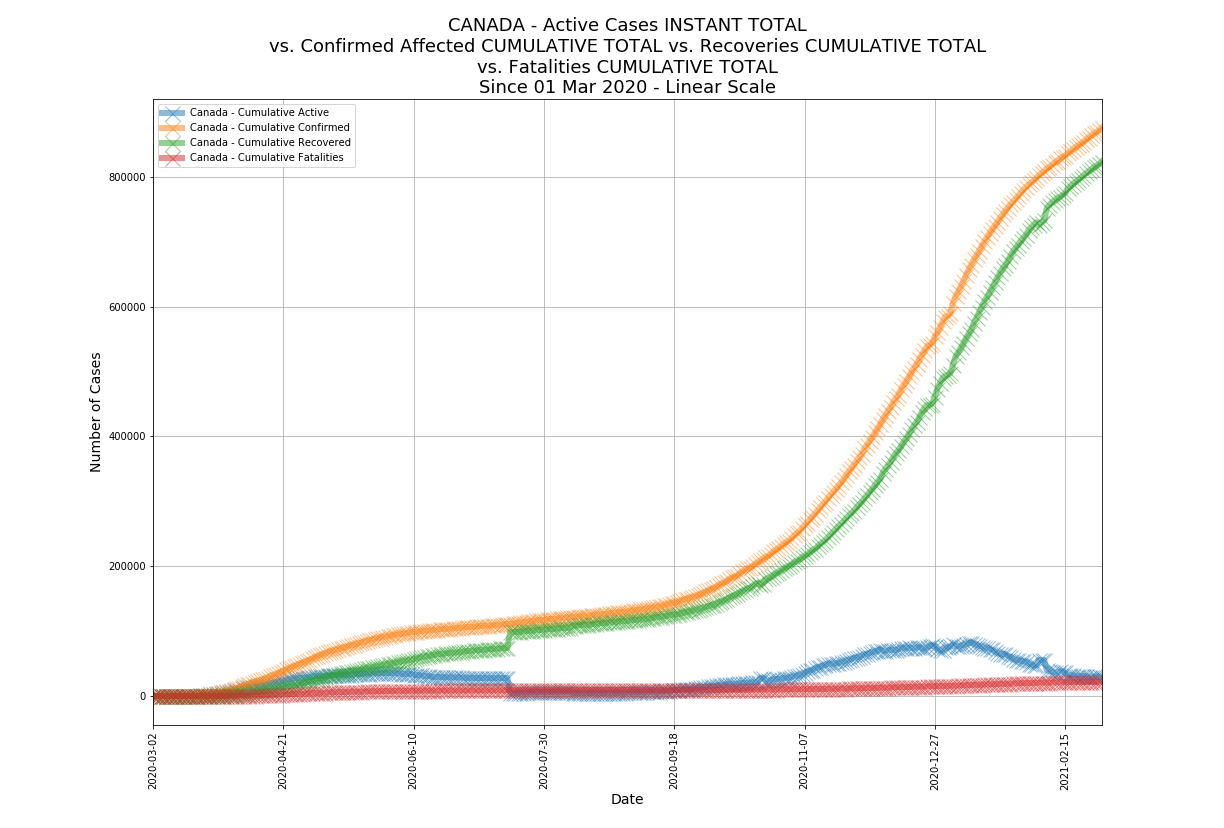 CANADA - Active Cases INSTANT TOTAL
vs. Confirmed Affected CUMULATIVE TOTAL vs. Recoveries CUMULATIVE TOTAL
vs. Fatalities CUMULATIVE TOTAL
Since 01 Mar 2020 - Linear Scale
Canada - Cumulative Active
Canada - Cumulative Confirmed
Canada - Cumulative Recovered
Canada - Cumulative Fatalities
Number of Cases
800000
600000
400000
200000
0
2020-03-02
2020-04-21
2020-06-10
2020-07-30
2020-09-18
2020-11-07
2020-12-27
2021-02-15
Date